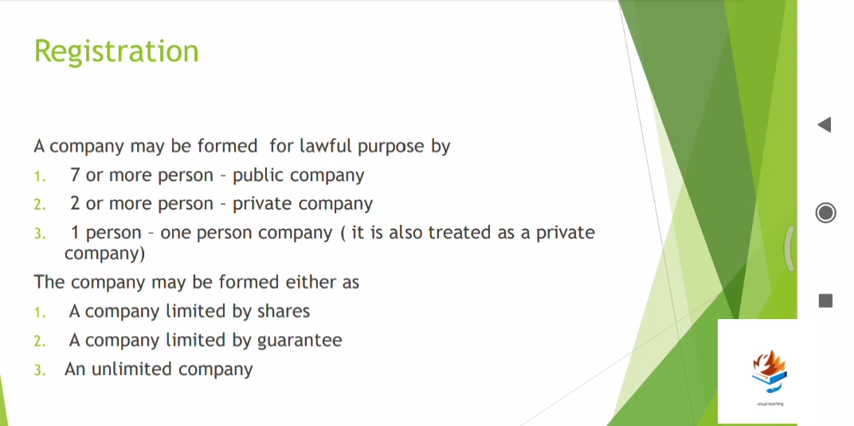 Registration
A company may be formed for lawful purpose by
1. 7 or more person - public company
2. 2 or more person - private company
3. 1 person - one person company ( it is also treated as a private
company)
The company may be formed either as
1. A company limited by shares
2. A company limited by guarantee
3. An unlimited company